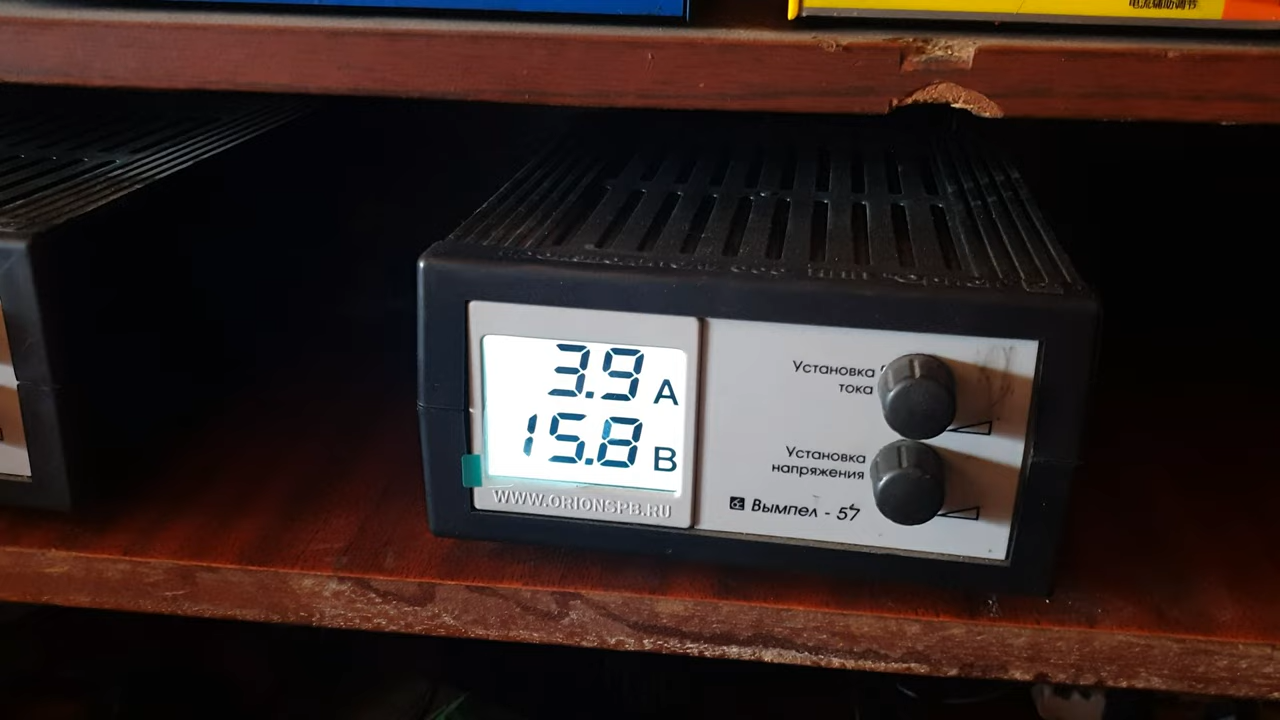 3.9 A
15.8 В
WWW.ORIONSPB.RU
Установка
тока
Установка
напряжения
Вымпел - 57